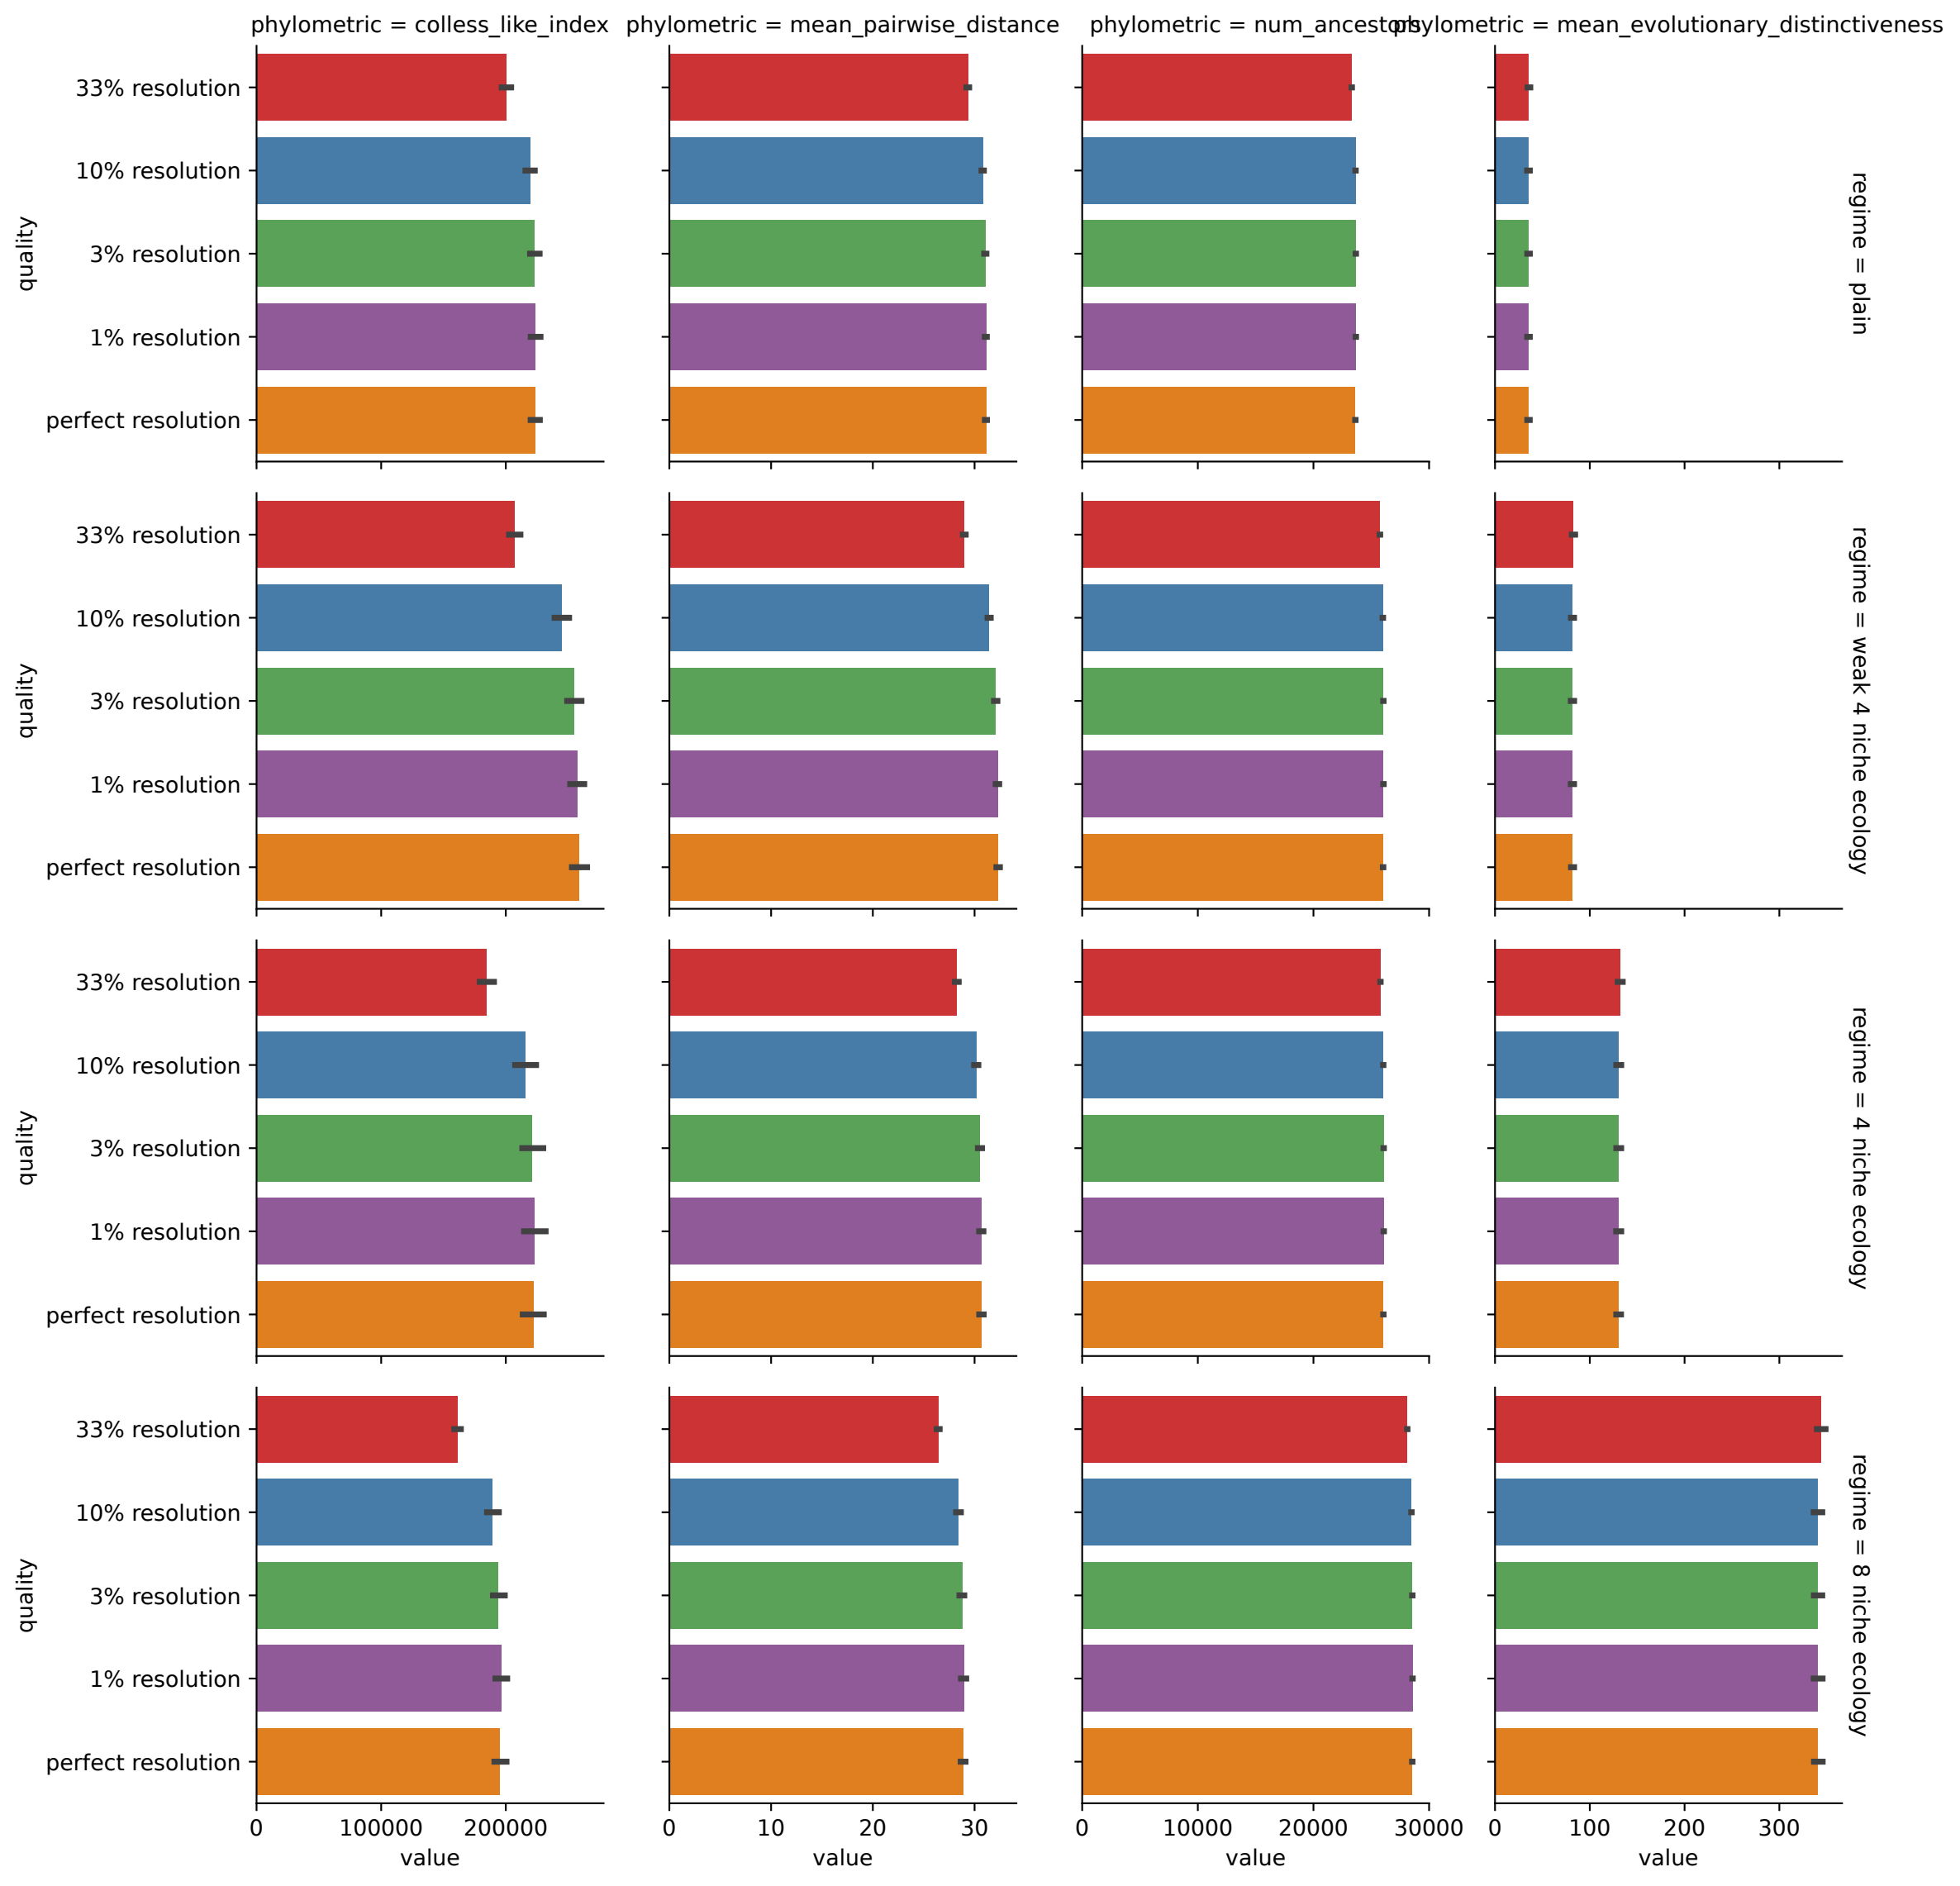 phylometric = colless_like_index
phylometric = mean_pairwise_distance
phylometric = num_ancestors
phylometric = mean_evolutionary_distinctiveness
quality
33% resolution
10% resolution
3% resolution
1% resolution
perfect resolution
regime = plain
quality
33% resolution
10% resolution
3% resolution
1% resolution
perfect resolution
regime = weak 4 niche ecology
quality
33% resolution
10% resolution
3% resolution
1% resolution
perfect resolution
regime = 4 niche ecology
quality
33% resolution
10% resolution
3% resolution
1% resolution
perfect resolution
regime = 8 niche ecology
0 100000 200000
0 10 20 30
0 10000 20000 30000
0 100 200 300
value
value
value
value